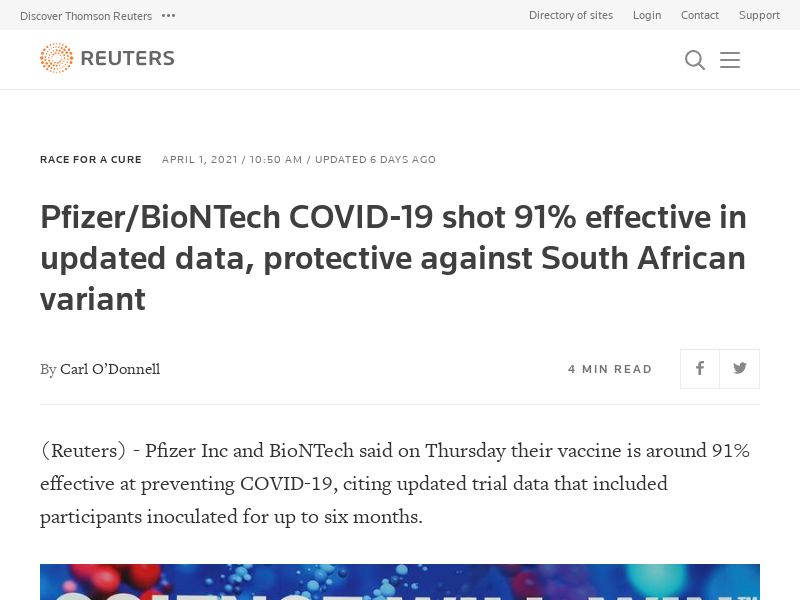 Discover Thomson Reuters •••
Directory of sites Login Contact Support
REUTERS
RACE FOR A CURE APRIL 1, 2021 / 10:50 AM / UPDATED 6 DAYS AGO
Pfizer/BioNTech COVID-19 shot 91% effective in
updated data, protective against South African
variant
By Carl O’Donnell
4 MIN READ
(Reuters) - Pfizer Inc and BioNTech said on Thursday their vaccine is around 91%
effective at preventing COVID-19, citing updated trial data that included
participants inoculated for up to six months.